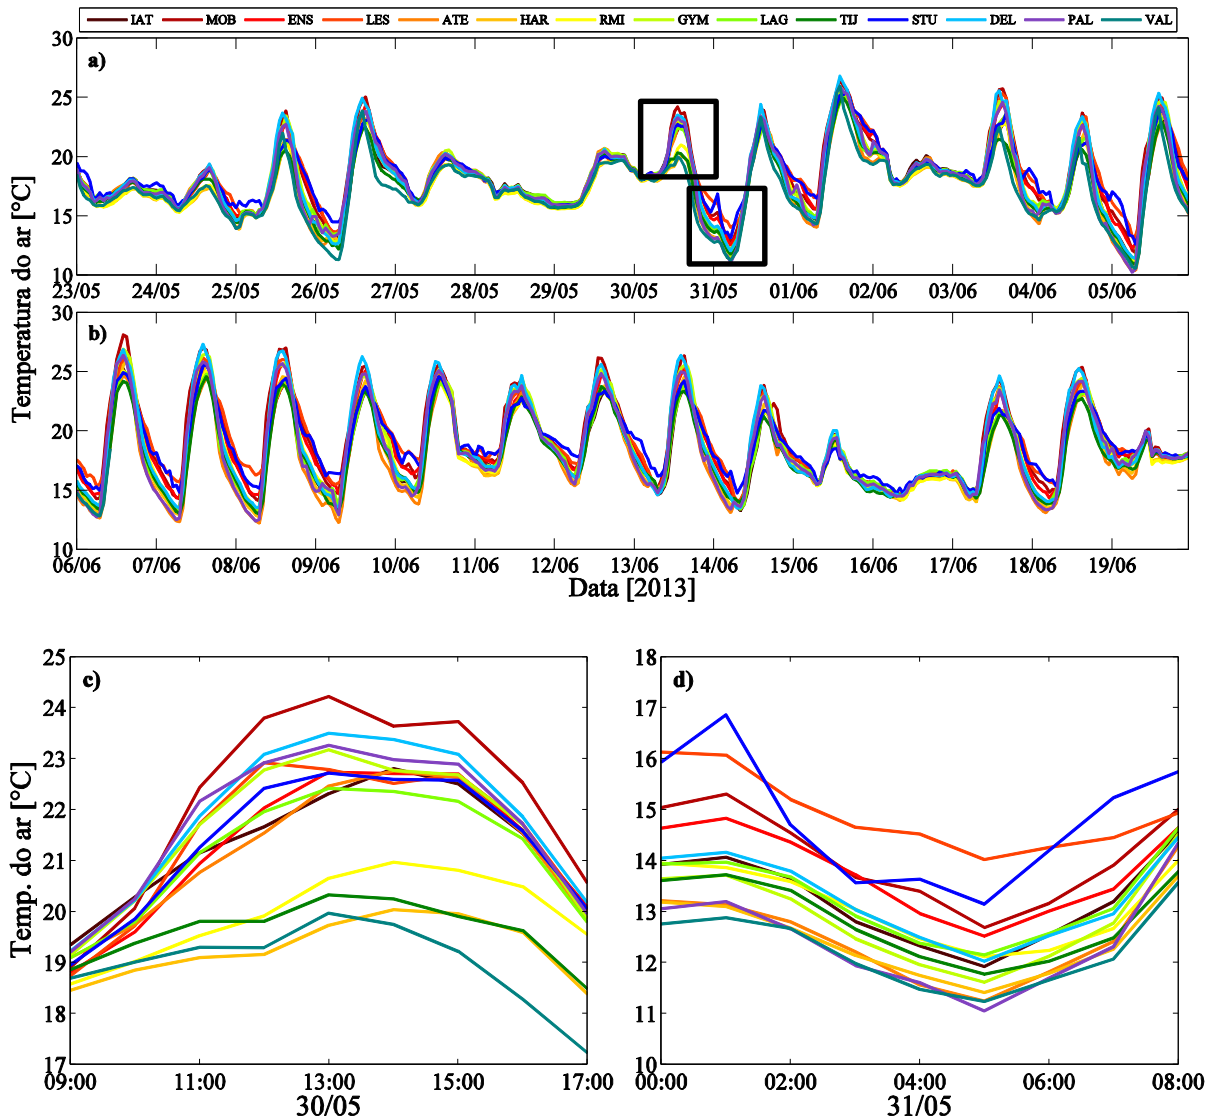 IAT MOB ENS LES ATE HAR RMI GYM LAG TIJ STU DEL PAL VAL
a)
30
25
20
15
10
23/05 24/05 25/05 26/05 27/05 28/05 29/05 30/05 31/05 01/06 02/06 03/06 04/06 05/06
Temperatura do ar [°C]
b)
30
25
20
15
10
06/06 07/06 08/06 09/06 10/06 11/06 12/06 13/06 14/06 15/06 16/06 17/06 18/06 19/06
Data [2013]
c)
25
24
23
22
21
20
19
18
17
Temp. do ar [°C]
09:00 11:00 13:00 15:00 17:00
30/05
d)
18
17
16
15
14
13
12
11
10
00:00 02:00 04:00 06:00 08:00
31/05